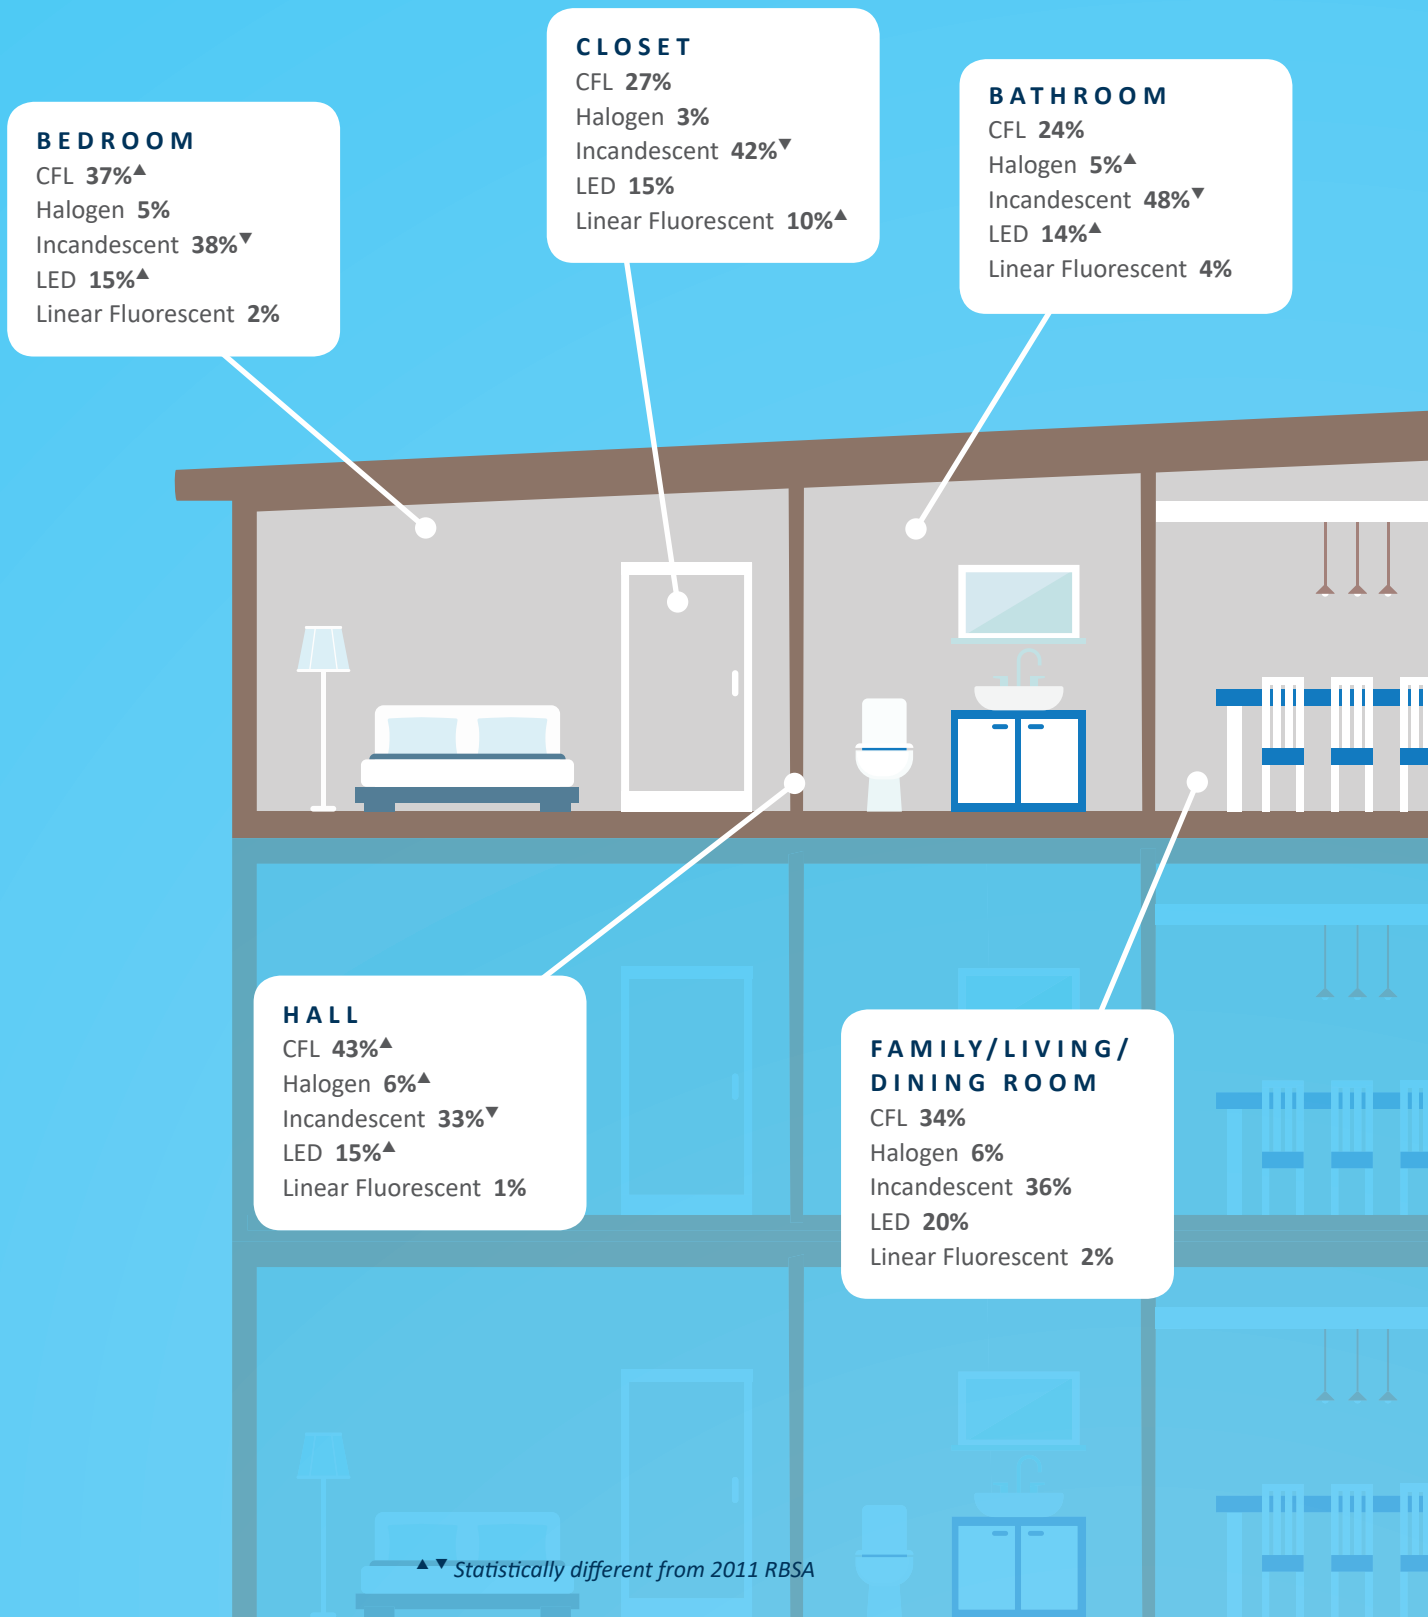 CLOSET
CFL 27%
Halogen 3%
Incandescent 42%▼
LED 15%
Linear Fluorescent 10%▲
BATHROOM
CFL 24%
Halogen 5%▲
Incandescent 48%▼
LED 14%▲
Linear Fluorescent 4%
BEDROOM
CFL 37%▲
Halogen 5%
Incandescent 38%▼
LED 15%▲
Linear Fluorescent 2%
HALL
CFL 43%▲
Halogen 6%▲
Incandescent 33%▼
LED 15%▲
Linear Fluorescent 1%
FAMILY/LIVING/
DINING ROOM
CFL 34%
Halogen 6%
Incandescent 36%
LED 20%
Linear Fluorescent 2%
▲▼ Statistically different from 2011 RBSA